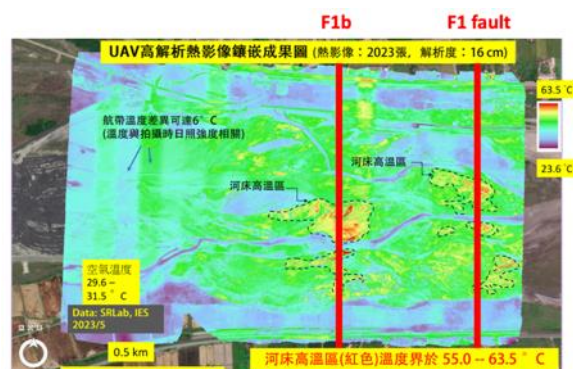 F1b
F1 fault
UAV高解析熱影像鑲嵌成果圖 (熱影像：2023張，解析度：16 cm)
63.5°C
23.6°C
航帶溫度差異可達6°C
(溫度與拍攝時日照強度相關)
河床高溫區
河床高溫區
空氣溫度
29.6 –
31.5°C
Data: SRLab, IES
2023/5
0.5 km
河床高溫區(紅色)溫度界於 55.0 -- 63.5°C